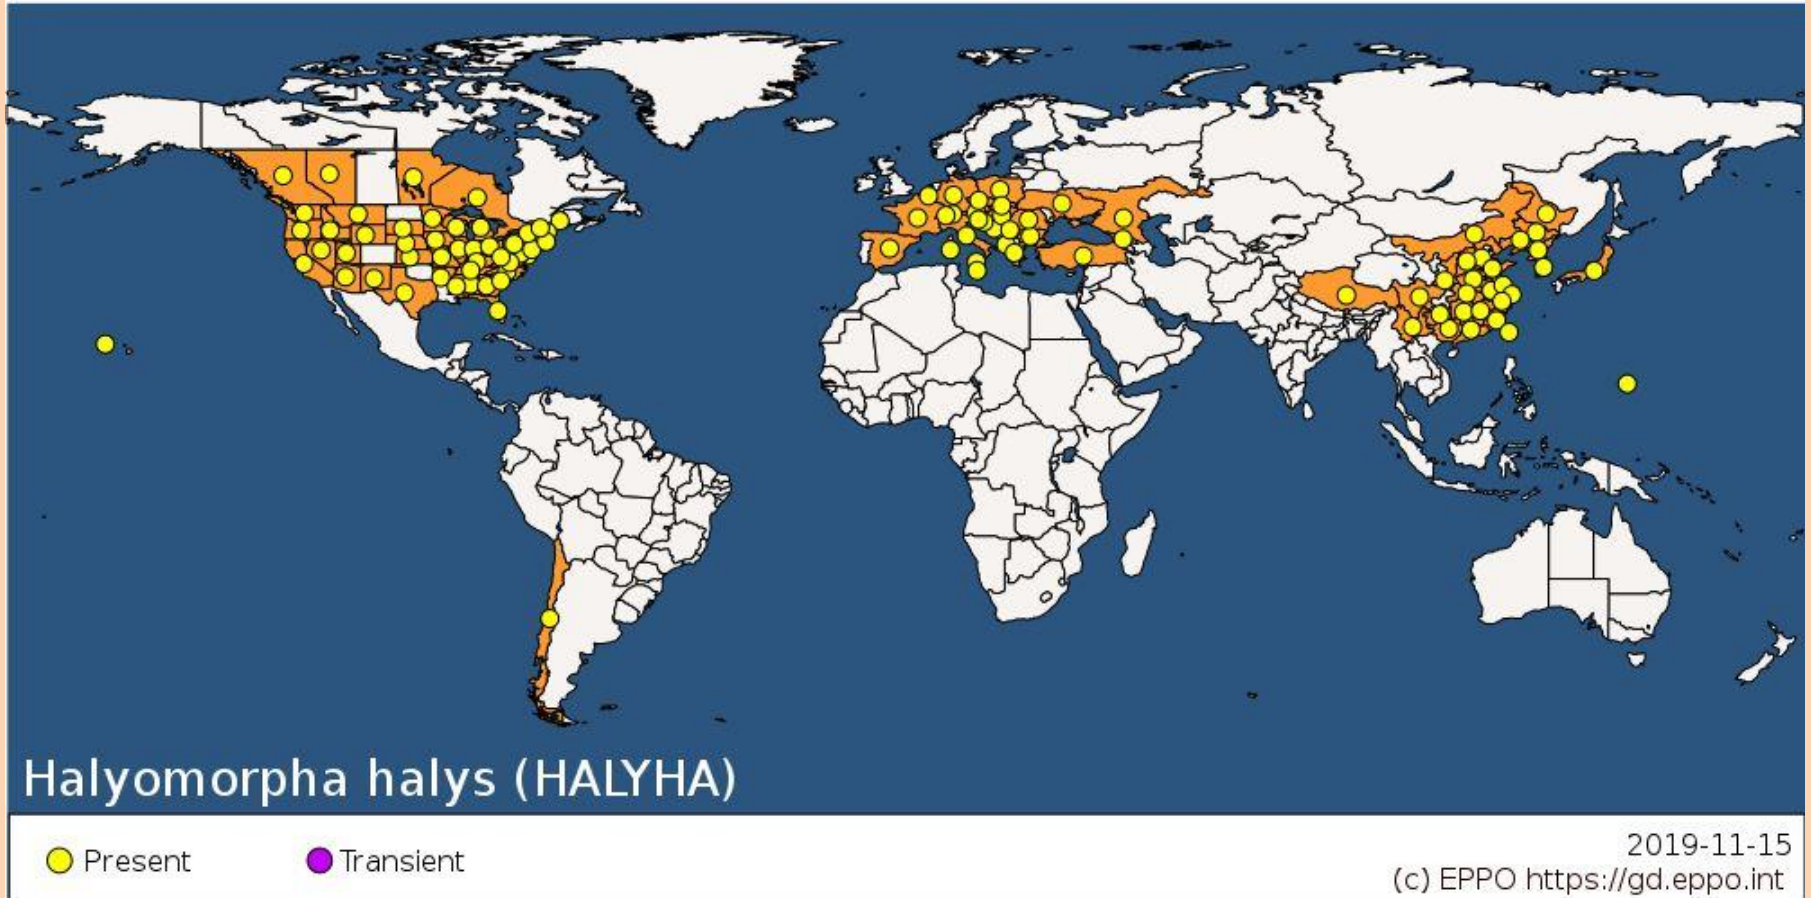 Halyomorpha halys (HALYHA)
Present
Transient
2019-11-15
(c) EPPO https://gd.eppo.int